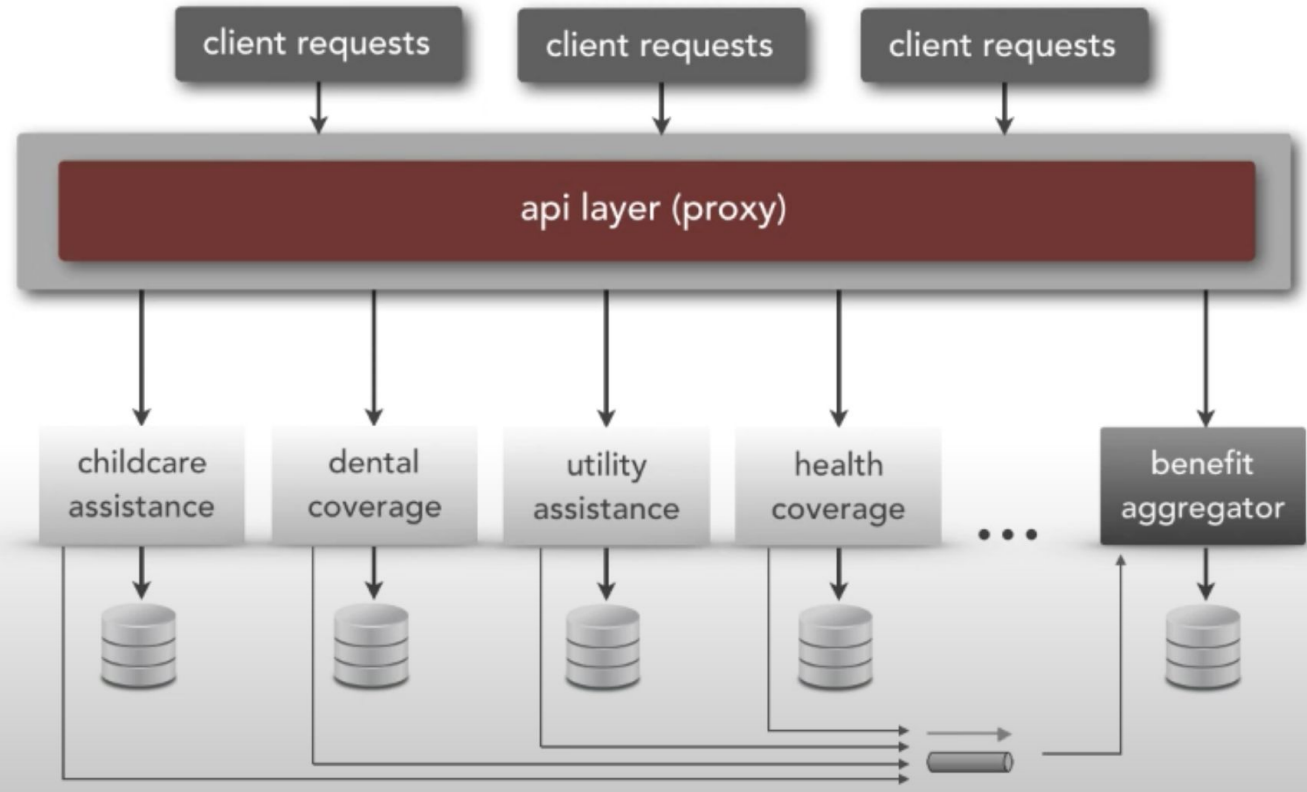 client requests
client requests
client requests
api layer (proxy)
childcare
assistance
dental
coverage
utility
assistance
health
coverage
•••
benefit
aggregator